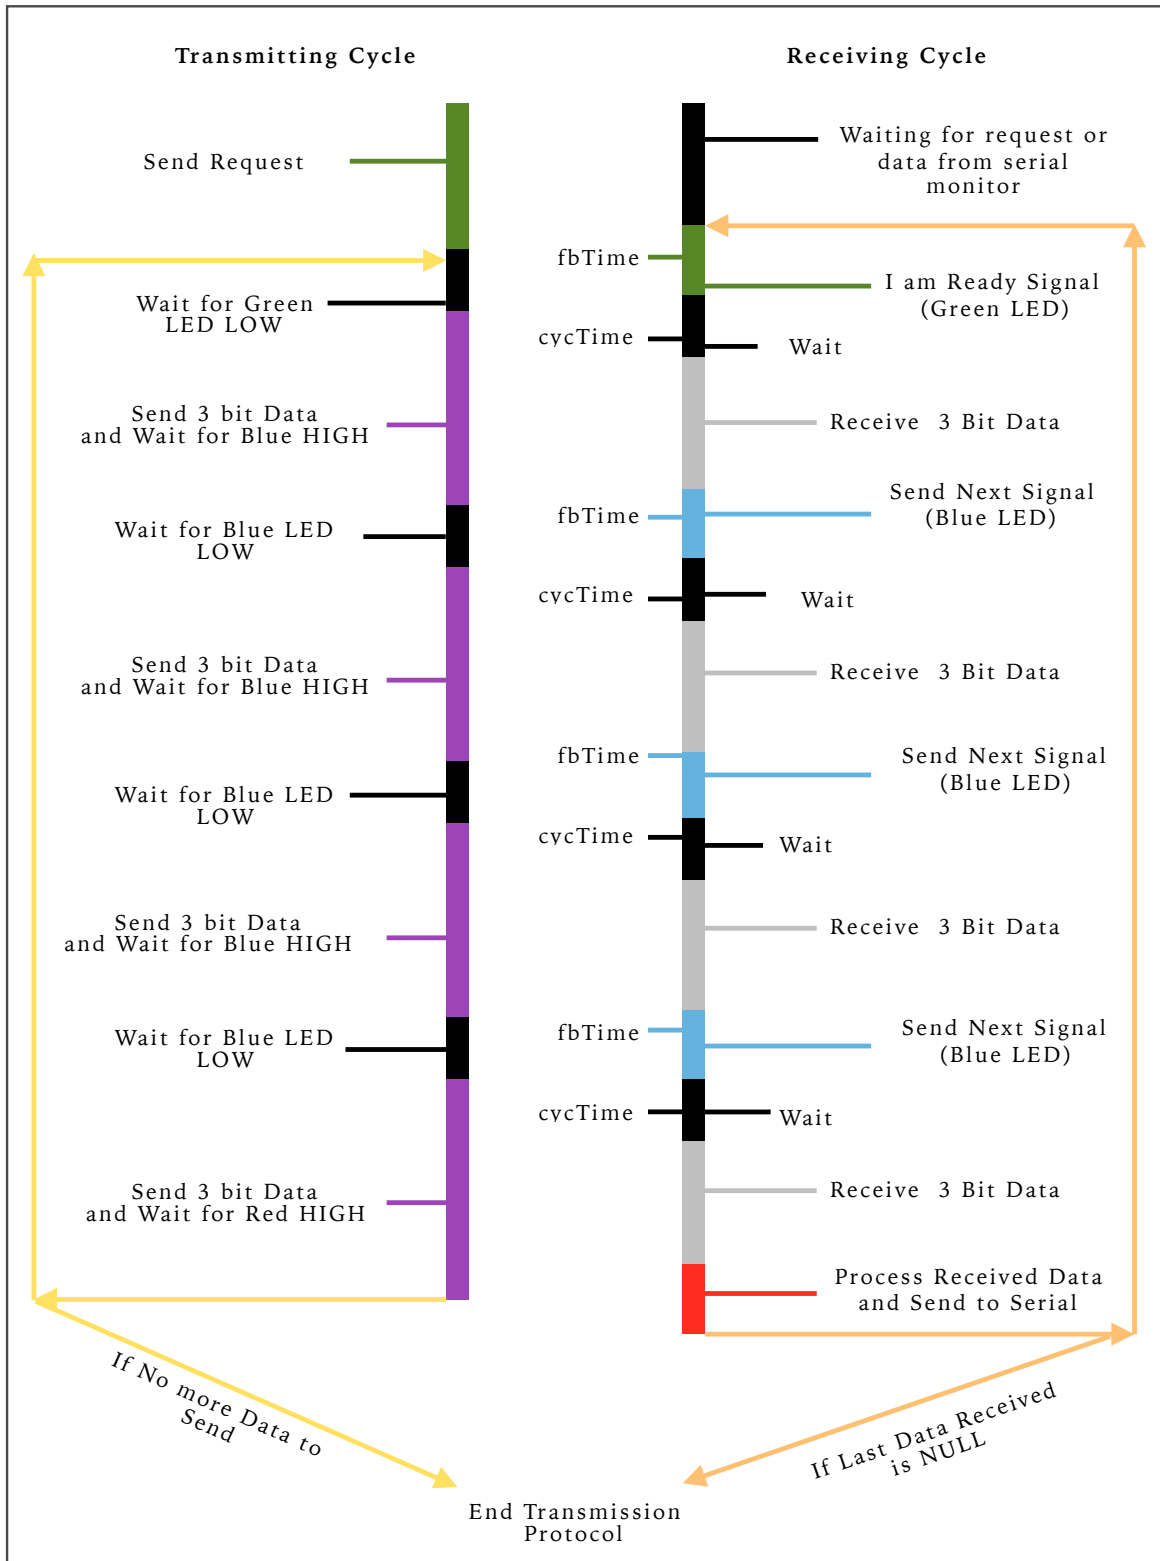 Transmitting Cycle
Send Request
Wait for Green
LED LOW
Send 3 bit Data
and Wait for Blue HIGH
Wait for Blue LED
LOW
Send 3 bit Data
and Wait for Blue HIGH
Wait for Blue LED
LOW
Send 3 bit Data
and Wait for Blue HIGH
Wait for Blue LED
LOW
Send 3 bit Data
and Wait for Red HIGH
If No more Data to
Send
Receiving Cycle
Waiting for request or
data from serial
monitor
fbTime
I am Ready Signal
(Green LED)
cycTime
Wait
Receive 3 Bit Data
fbTime
Send Next Signal
(Blue LED)
cycTime
Wait
Receive 3 Bit Data
fbTime
Send Next Signal
(Blue LED)
cycTime
Wait
Receive 3 Bit Data
fbTime
Send Next Signal
(Blue LED)
cycTime
Wait
Receive 3 Bit Data
Process Received Data
and Send to Serial
If Last Data Received
is NULL
End Transmission
Protocol